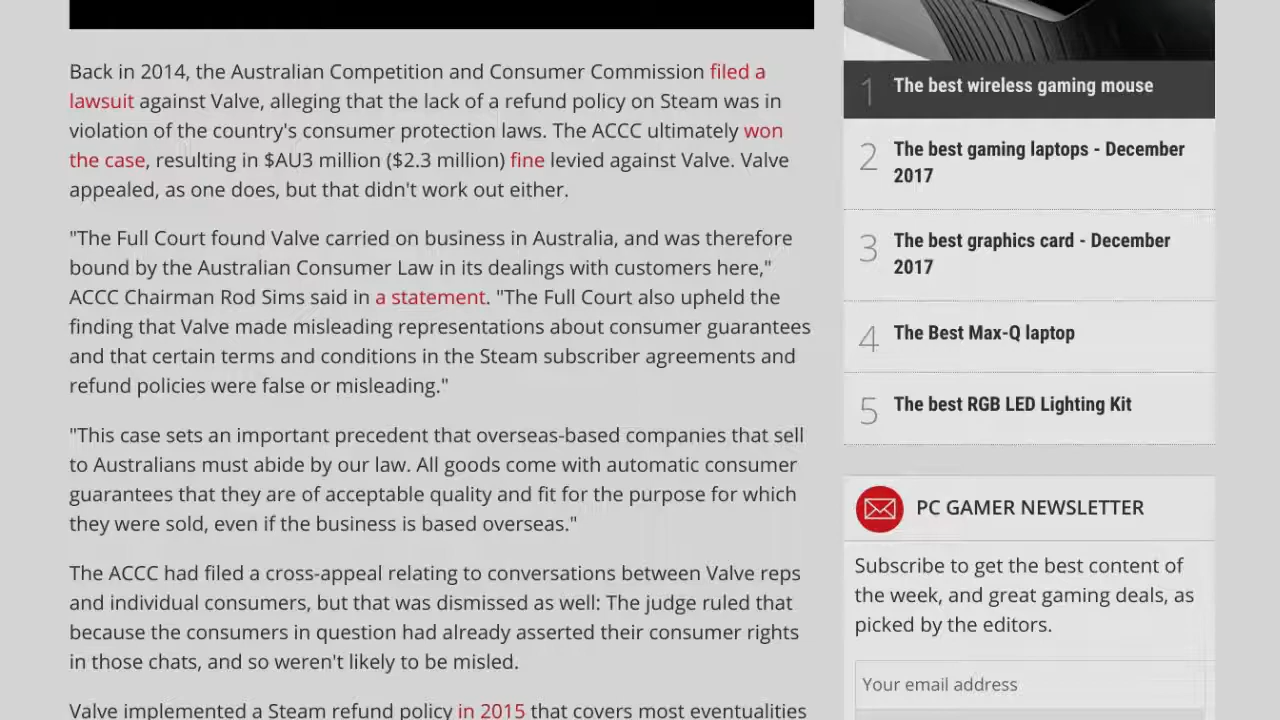 Back in 2014, the Australian Competition and Consumer Commission filed a
lawsuit against Valve, alleging that the lack of a refund policy on Steam was in
violation of the country's consumer protection laws. The ACCC ultimately won
the case, resulting in $AU3 million ($2.3 million) fine levied against Valve. Valve
appealed, as one does, but that didn't work out either.
"The Full Court found Valve carried on business in Australia, and was therefore
bound by the Australian Consumer Law in its dealings with customers here,"
ACCC Chairman Rod Sims said in a statement. "The Full Court also upheld the
finding that Valve made misleading representations about consumer guarantees
and that certain terms and conditions in the Steam subscriber agreements and
refund policies were false or misleading."
"This case sets an important precedent that overseas-based companies that sell
to Australians must abide by our law. All goods come with automatic consumer
guarantees that they are of acceptable quality and fit for the purpose for which
they were sold, even if the business is based overseas."
The ACCC had filed a cross-appeal relating to conversations between Valve reps
and individual consumers, but that was dismissed as well: The judge ruled that
because the consumers in question had already asserted their consumer rights
in those chats, and so weren't likely to be misled.
Valve implemented a Steam refund policy in 2015 that covers most eventualities
1 The best wireless gaming mouse
2 The best gaming laptops - December
2017
3 The best graphics card - December
2017
4 The Best Max-Q laptop
5 The best RGB LED Lighting Kit
PC GAMER NEWSLETTER
Subscribe to get the best content of
the week, and great gaming deals, as
picked by the editors.
Your email address